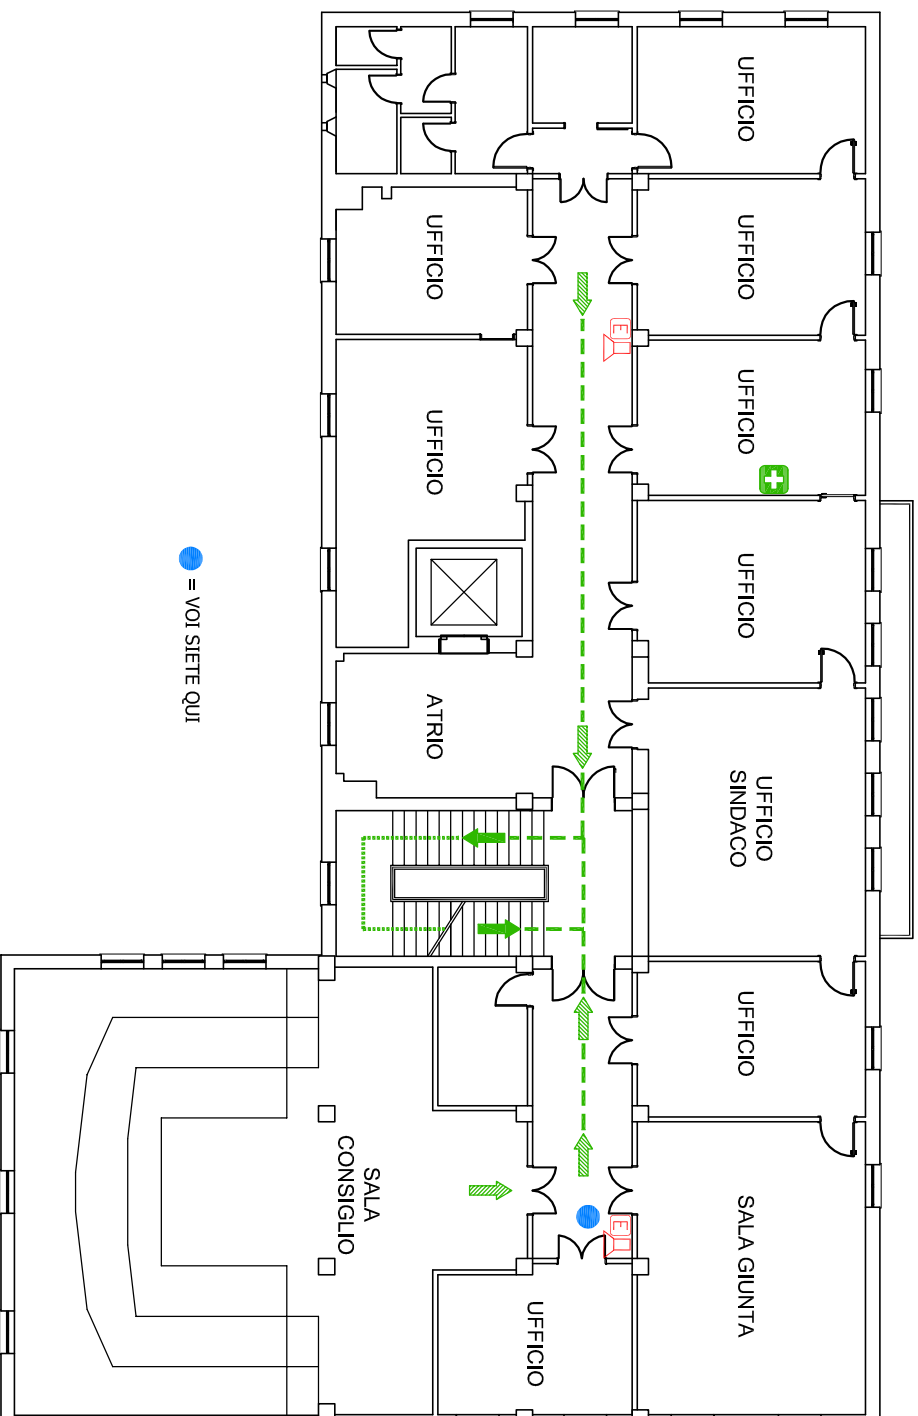 UFFICIO
UFFICIO
UFFICIO
UFFICIO
UFFICIO
SINDACO
UFFICIO
SALA GIUNTA
E
E
UFFICIO
UFFICIO
UFFICIO
ATRIO
SALA
CONSIGLIO
= VOI SIETE QUI